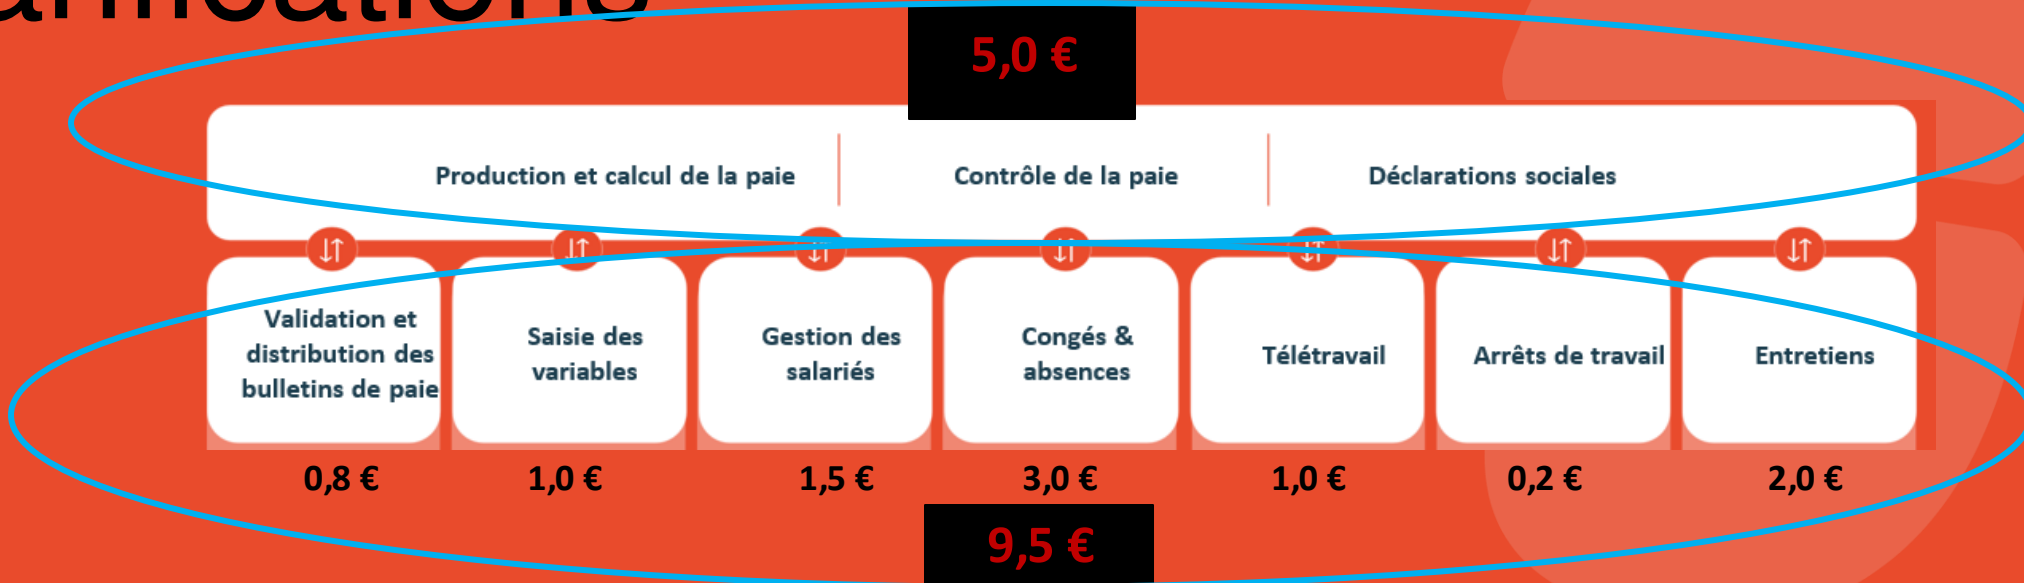 5,0 €
Production et calcul de la paie
Contrôle de la paie
Déclarations sociales
Validation et
distribution des
bulletins de paie
Saisie des
variables
Gestion des
salariés
Congés &
absences
Télétravail
Arrêts de travail
Entretiens
0,8 €
1,0 €
1,5 €
3,0 €
1,0 €
0,2 €
2,0 €
9,5 €